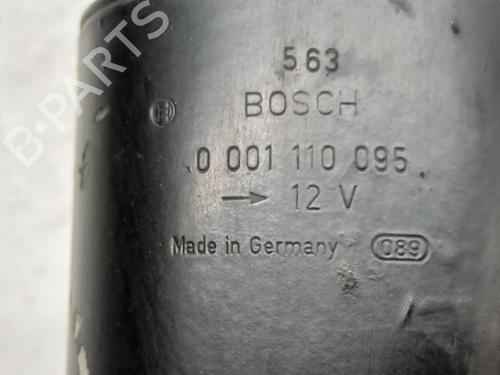 563
BOSCH
0 001 110 095
→ 12 V
Made in Germany 089
B-PARTS